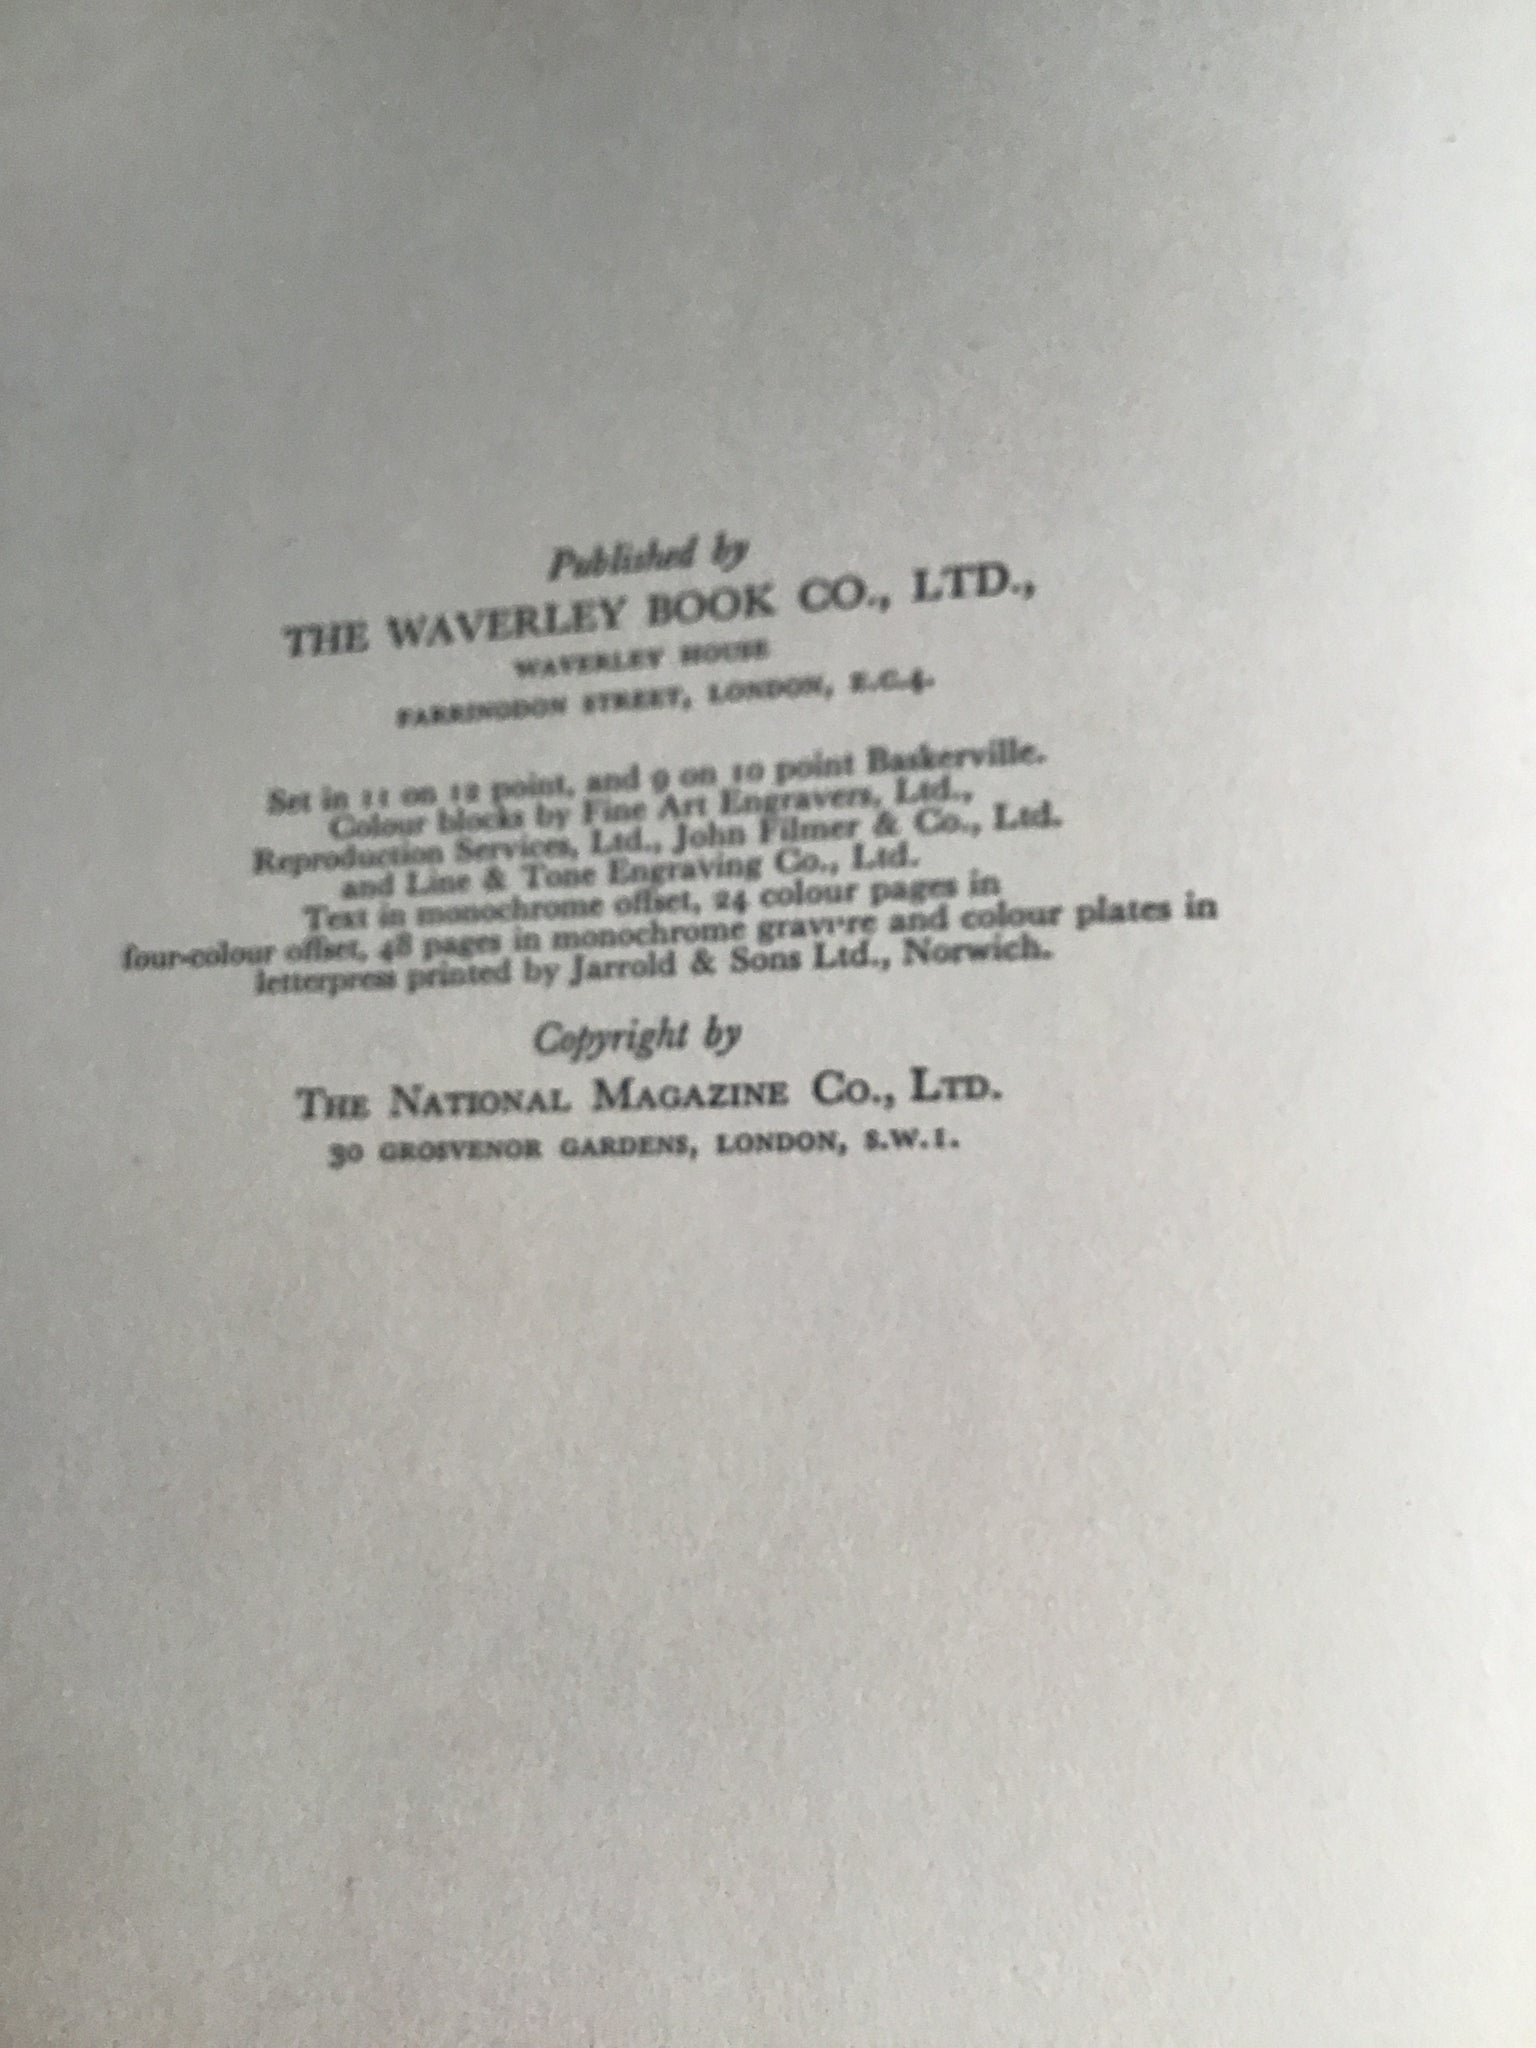 Published by
THE WAVERLEY BOOK CO., LTD.,
WAVERLEY HOUSE
FARRINGDON STREET, LONDON, E.C.4.
Set in 11 on 12 point, and 9 on 10 point Baskerville.
Colour blocks by Fine Art Engravers, Ltd.,
Reproduction Services, Ltd., John Filmer & Co., Ltd.
and Line & Tone Engraving Co., Ltd.
Text in monochrome offset, 24 colour pages in
four-colour offset, 48 pages in monochrome gravure and colour plates in
letterpress printed by Jarrold & Sons Ltd., Norwich.
Copyright by
THE NATIONAL MAGAZINE CO., LTD.
30 GROSVENOR GARDENS, LONDON, S.W.1.